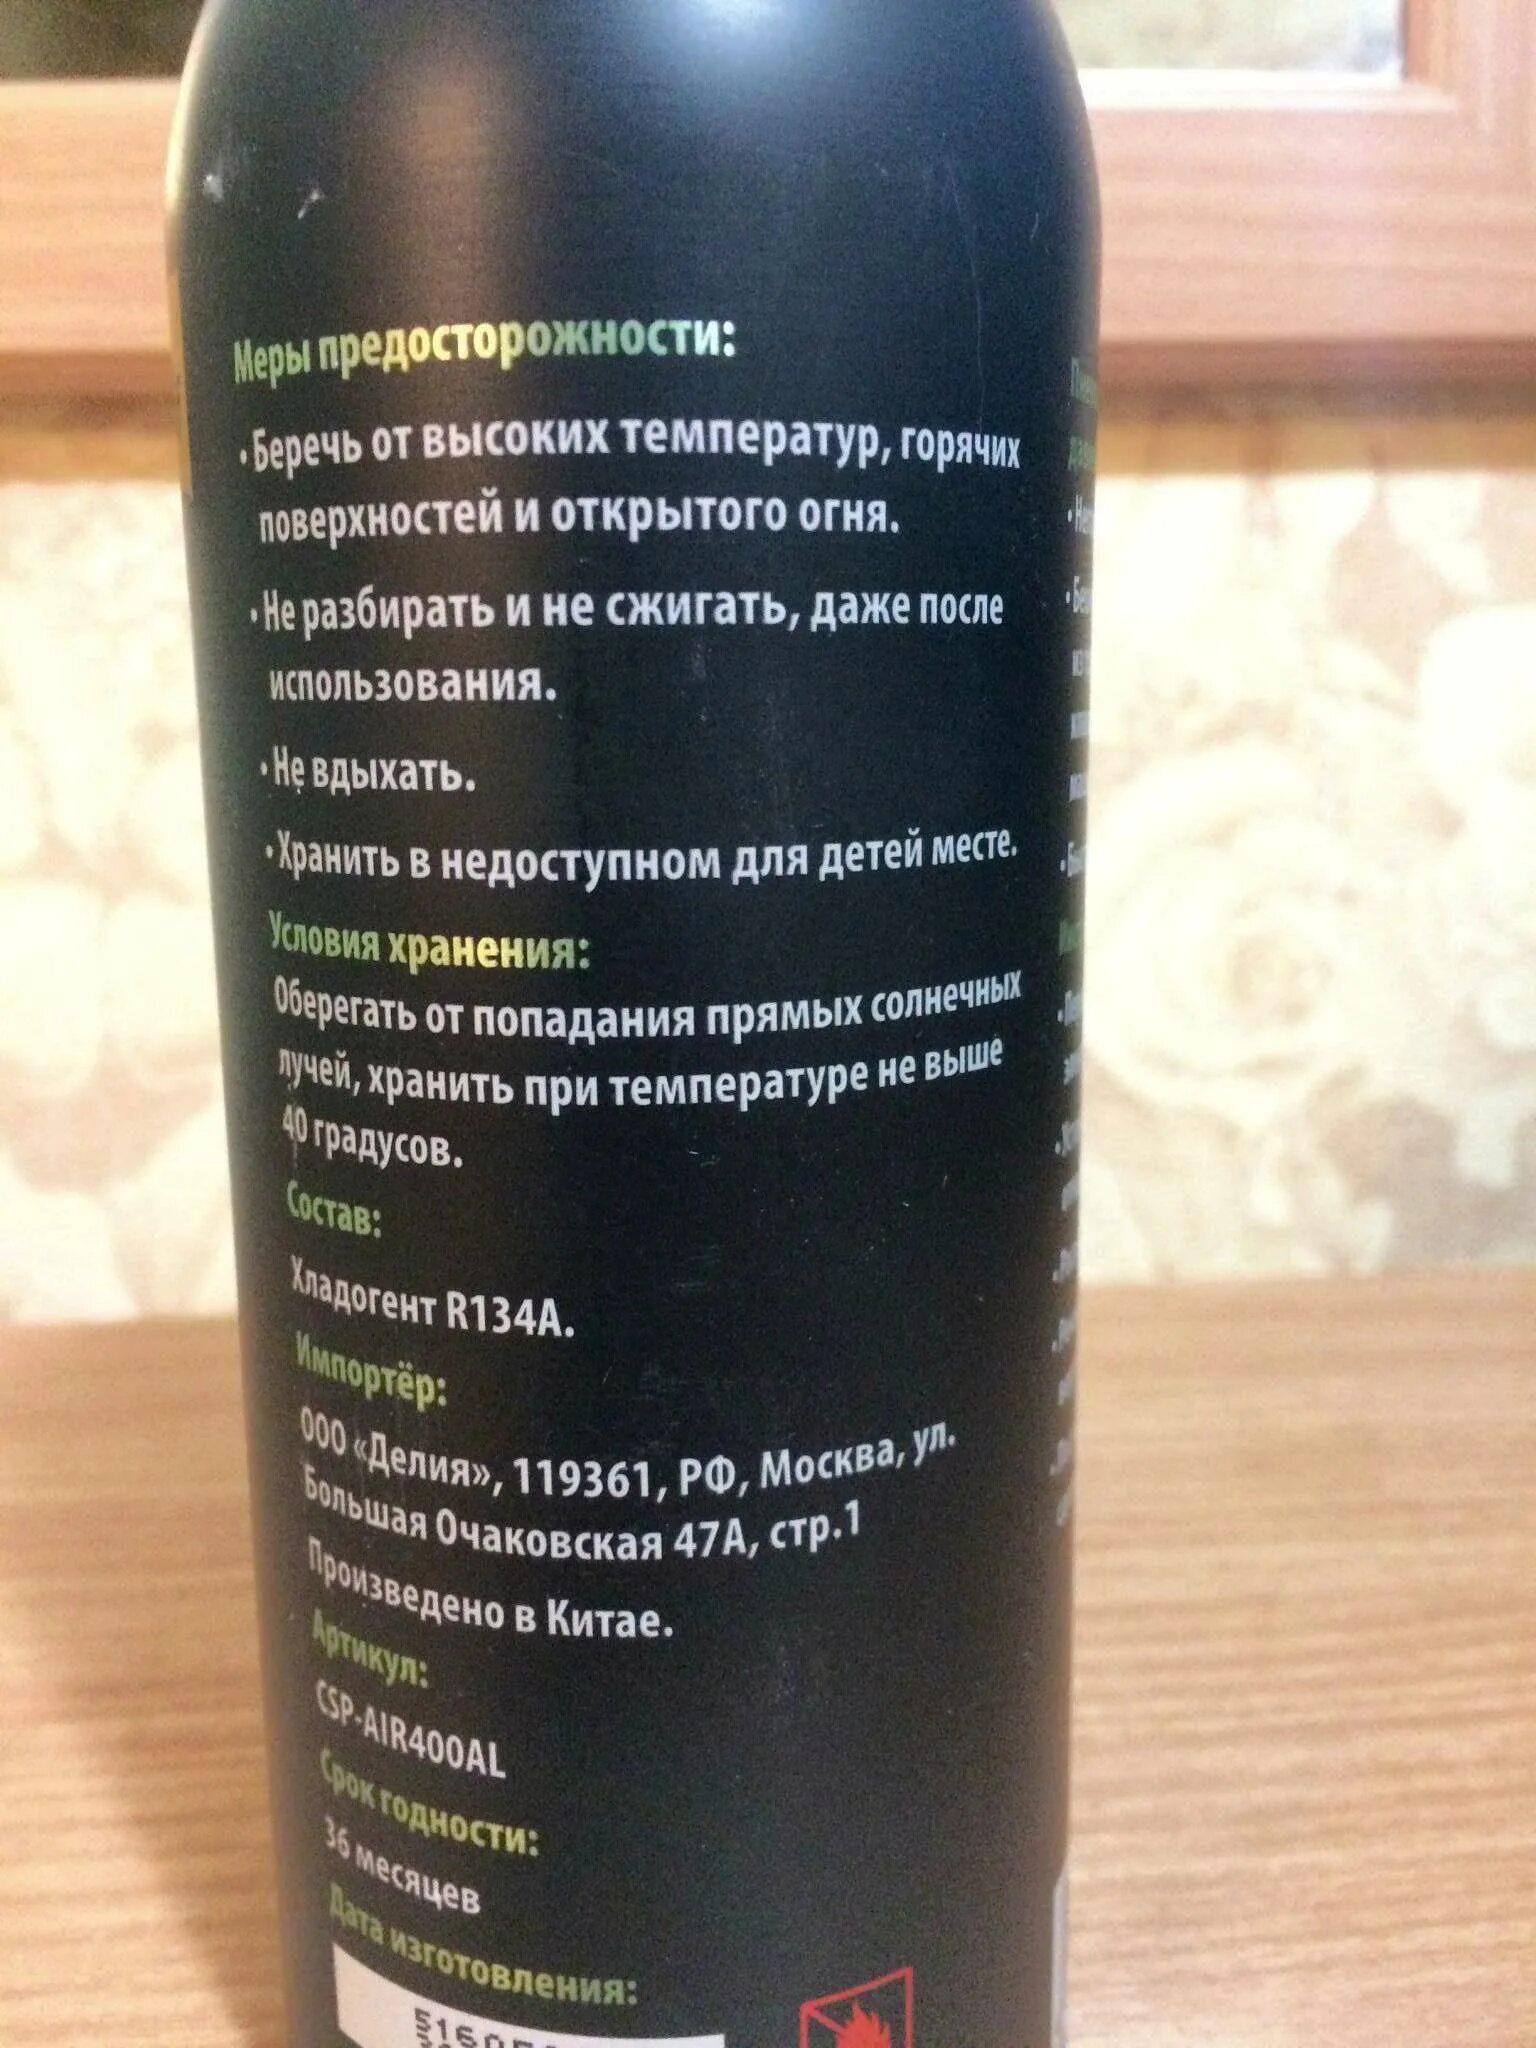 Меры предосторожности:
• Беречь от высоких температур, горячих
поверхностей и открытого огня.
• Не разбирать и не сжигать, даже после
использования.
• Не вдыхать.
• Хранить в недоступном для детей месте.
Условия хранения:
Оберегать от попадания прямых солнечных
лучей, хранить при температуре не выше
40 градусов.
Состав:
Хладогент R134A.
Импортёр:
ООО «Делия», 119361, РФ, Москва, ул.
Большая Очаковская 47А, стр.1
Произведено в Китае.
Артикул:
CSP-AIR400AL
Срок годности:
36 месяцев
Дата изготовления: